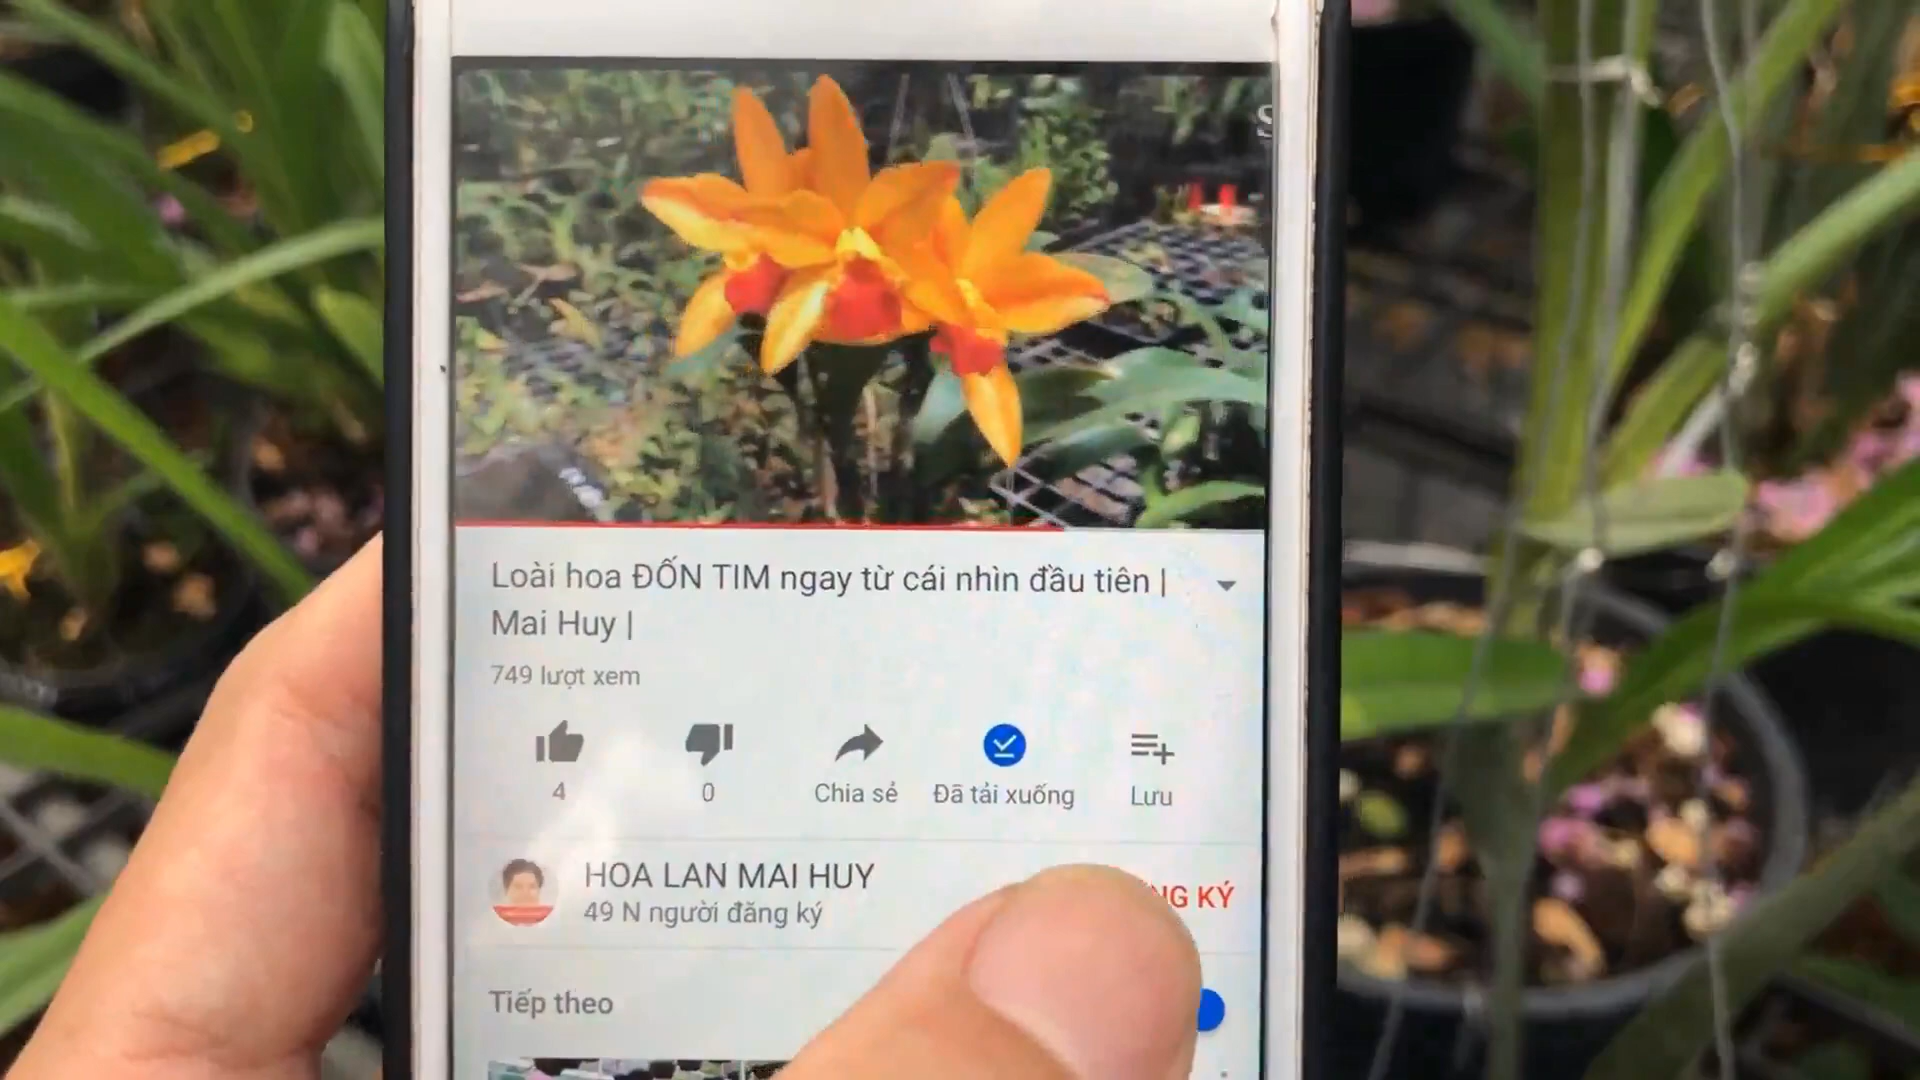 Loài hoa ĐỐN TIM ngay từ cái nhìn đầu tiên |
Mai Huy |
749 lượt xem
4
0
Chia sẻ
Đã tải xuống
Lưu
HOA LAN MAI HUY
49 N người đăng ký
KÝ
Tiếp theo